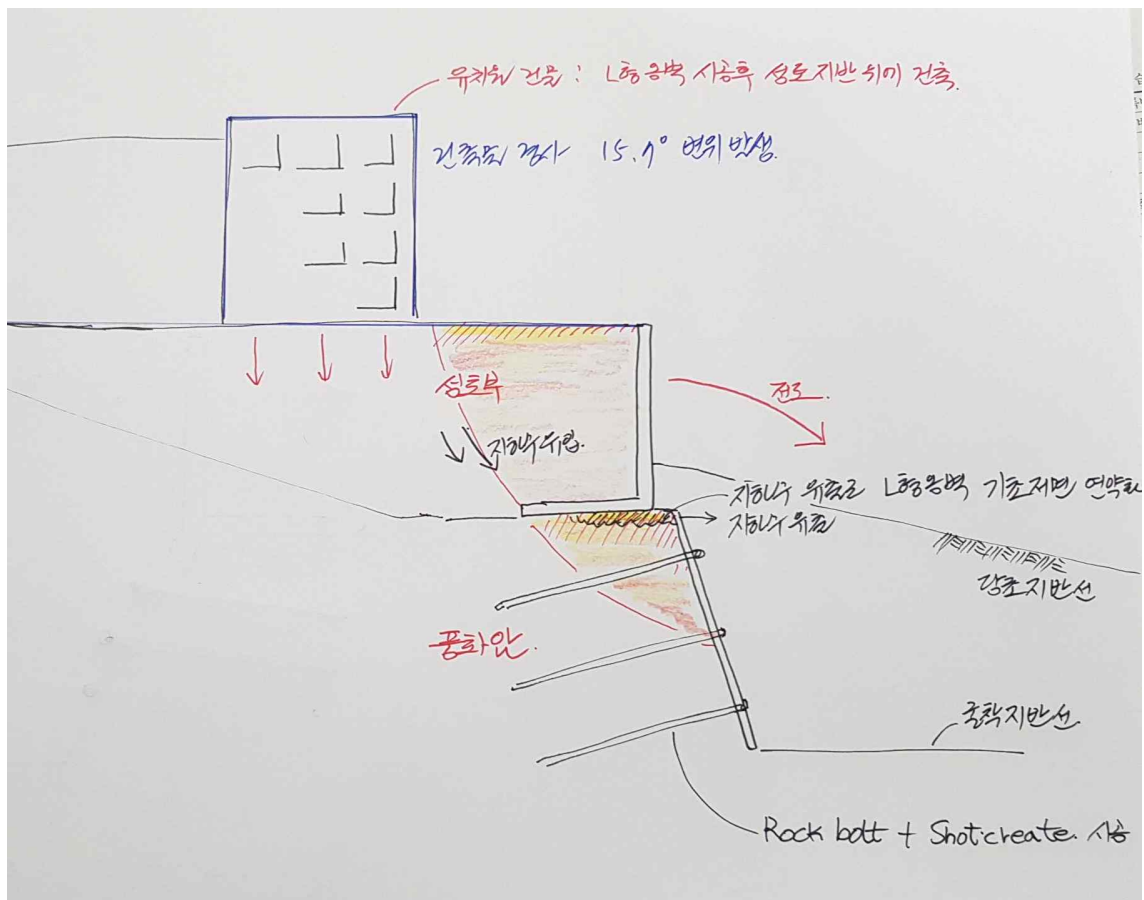 유치원 건물 : L형옹벽 시공후 성토지반 위에 건축.
건축물 경사 15.7° 변위 발생.
성토부
전도.
지하수 유입.
지하수 유출로 L형옹벽 기초저면 연약화
지하수 유출
당초지반선
풍화암.
굴착지반선
Rock bott + Shotcreate. 시공